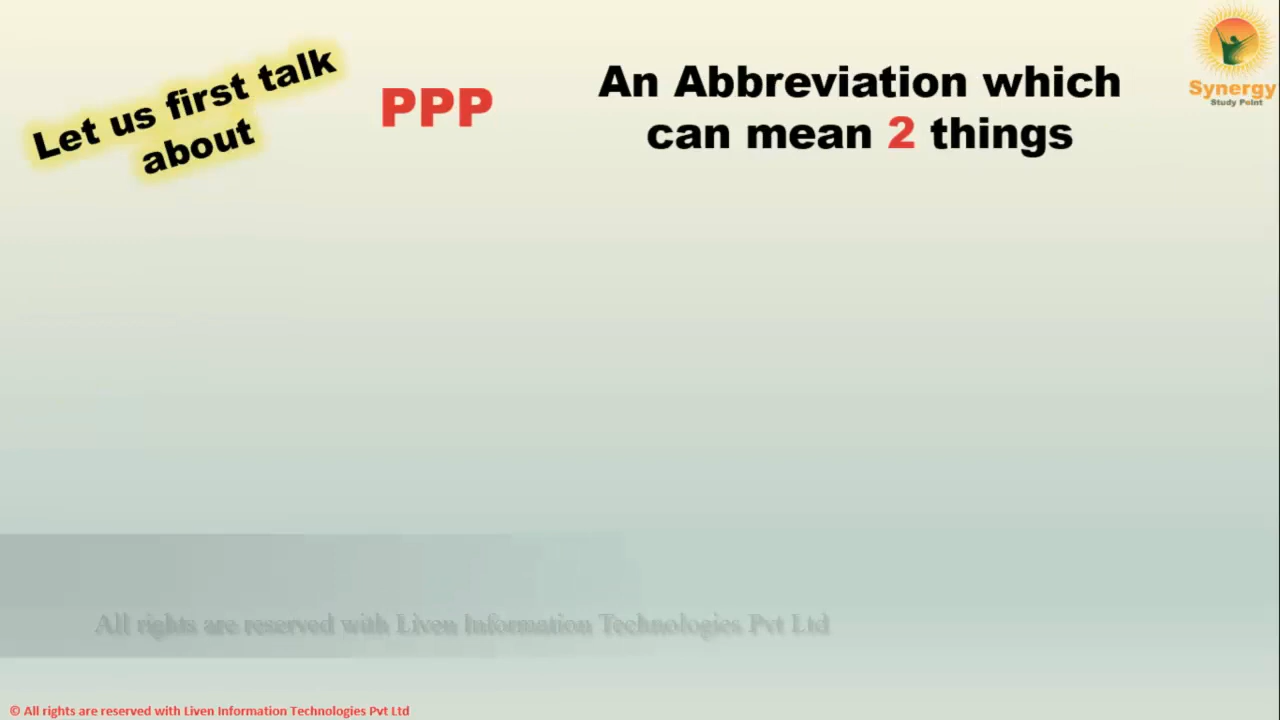 Let us first talk
about
PPP
An Abbreviation which
can mean 2 things
Synergy
Study Point
All rights are reserved with Liven Information Technologies Pvt Ltd
© All rights are reserved with Liven Information Technologies Pvt Ltd